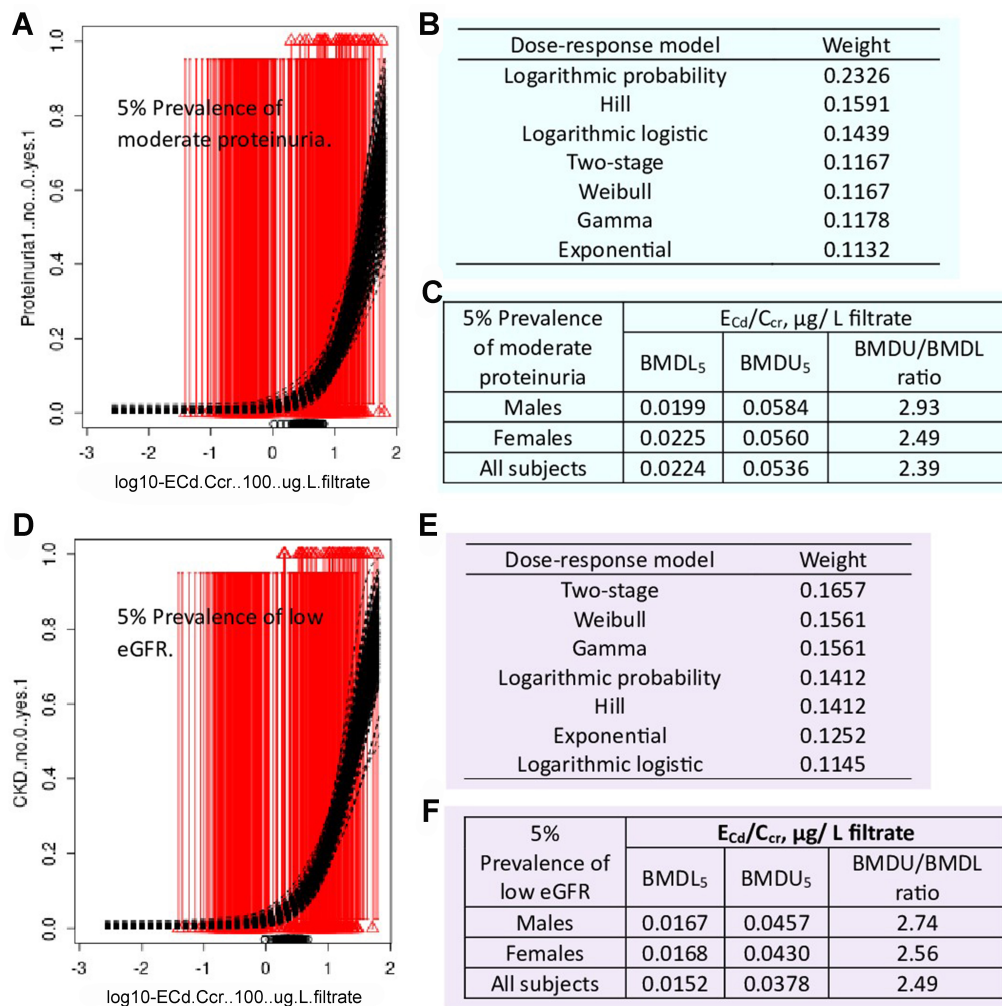 A
1.0
0.8
0.6
0.4
0.2
0.0
Proteinuria1..no...0..yes.1
5% Prevalence of
moderate proteinuria.
-3 -2 -1 0 1 2
log10-ECd.Ccr..100..ug.L.filtrate
B
Dose-response model Weight
Logarithmic probability 0.2326
Hill 0.1591
Logarithmic logistic 0.1439
Two-stage 0.1167
Weibull 0.1167
Gamma 0.1178
Exponential 0.1132
C
5% Prevalence of moderate proteinuria
E_Cd/C_cr, µg/ L filtrate
BMDL₅ BMDU₅ BMDU/BMDL ratio
Males 0.0199 0.0584 2.93
Females 0.0225 0.0560 2.49
All subjects 0.0224 0.0536 2.39
D
1.0
0.8
0.6
0.4
0.2
0.0
CKD..no.0..yes.1
5% Prevalence of low
eGFR.
-3 -2 -1 0 1 2
log10-ECd.Ccr..100..ug.L.filtrate
E
Dose-response model Weight
Two-stage 0.1657
Weibull 0.1561
Gamma 0.1561
Logarithmic probability 0.1412
Hill 0.1412
Exponential 0.1252
Logarithmic logistic 0.1145
F
5% Prevalence of low eGFR
E_Cd/C_cr, µg/ L filtrate
BMDL₅ BMDU₅ BMDU/BMDL ratio
Males 0.0167 0.0457 2.74
Females 0.0168 0.0430 2.56
All subjects 0.0152 0.0378 2.49